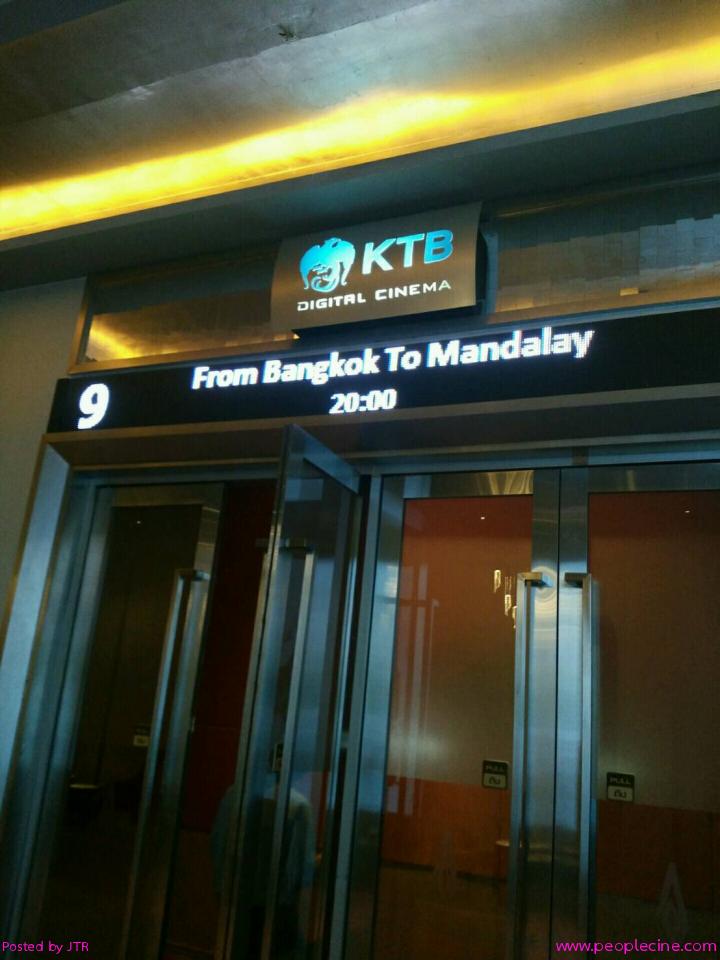 KTB
DIGITAL CINEMA
From Bangkok To Mandalay
9
20:00
PULL
ดึง
PULL
ดึง
Posted by JTR
www.peoplecine.com